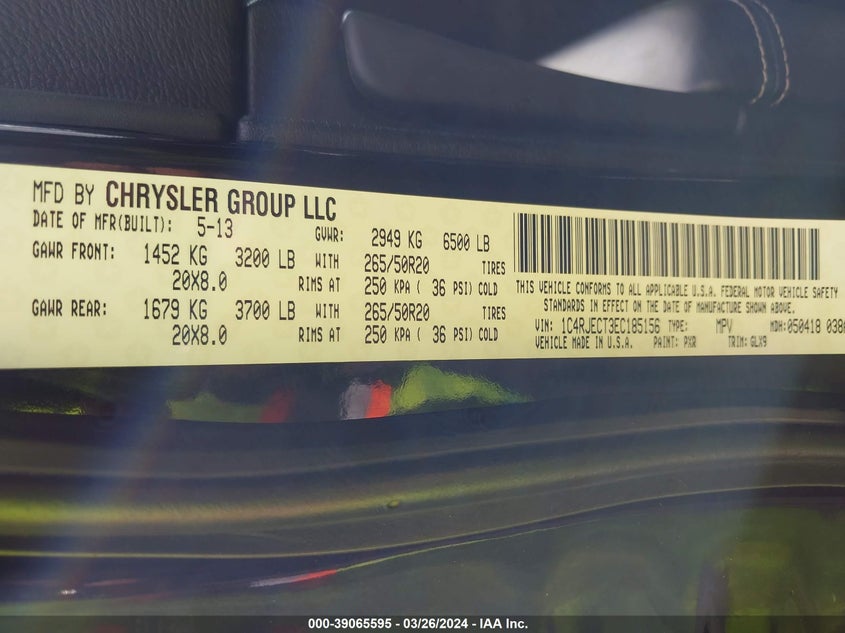 MFD BY CHRYSLER GROUP LLC
DATE OF MFR(BUILT): 5-13 GVWR: 2949 KG 6500 LB
GAWR FRONT: 1452 KG 3200 LB WITH 265/50R20 TIRES
20X8.0 RIMS AT 250 KPA ( 36 PSI) COLD
GAWR REAR: 1679 KG 3700 LB WITH 265/50R20 TIRES
20X8.0 RIMS AT 250 KPA ( 36 PSI) COLD
THIS VEHICLE CONFORMS TO ALL APPLICABLE U.S.A. FEDERAL MOTOR VEHICLE SAFETY
STANDARDS IN EFFECT ON THE DATE OF MANUFACTURE SHOWN ABOVE.
VIN: 1C4RJECT3EC185156 TYPE: MPV MDH: 050418
VEHICLE MADE IN U.S.A. PAINT: PXR TRIM: GLX9
000-39065595 - 03/26/2024 - IAA Inc.